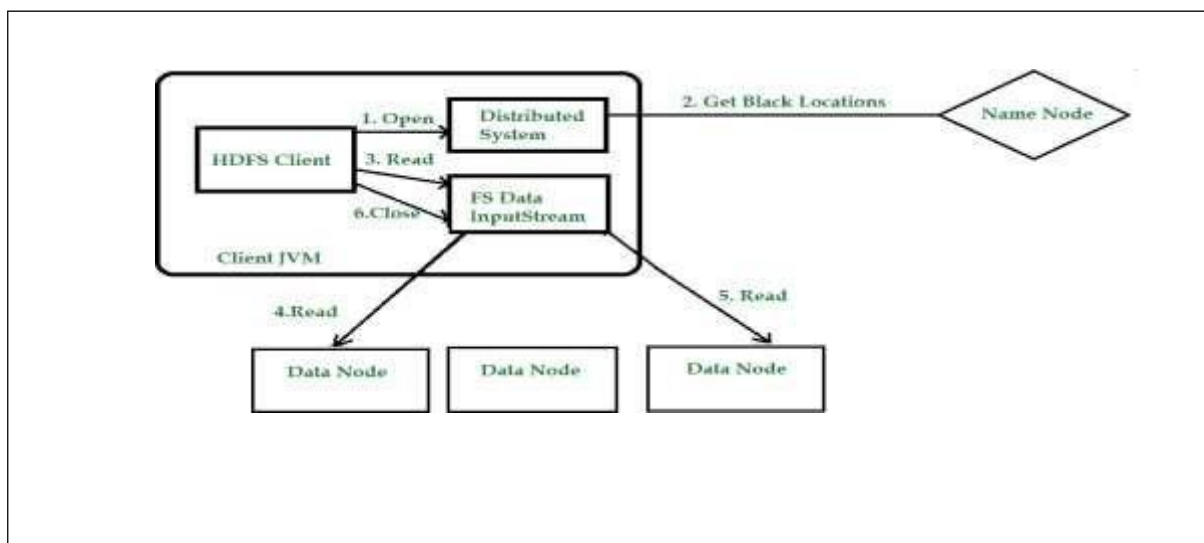 1. Open
Distributed
System
2. Get Black Locations
Name Node
HDFS Client
3. Read
6.Close
FS Data
InputStream
Client JVM
4.Read
5. Read
Data Node
Data Node
Data Node